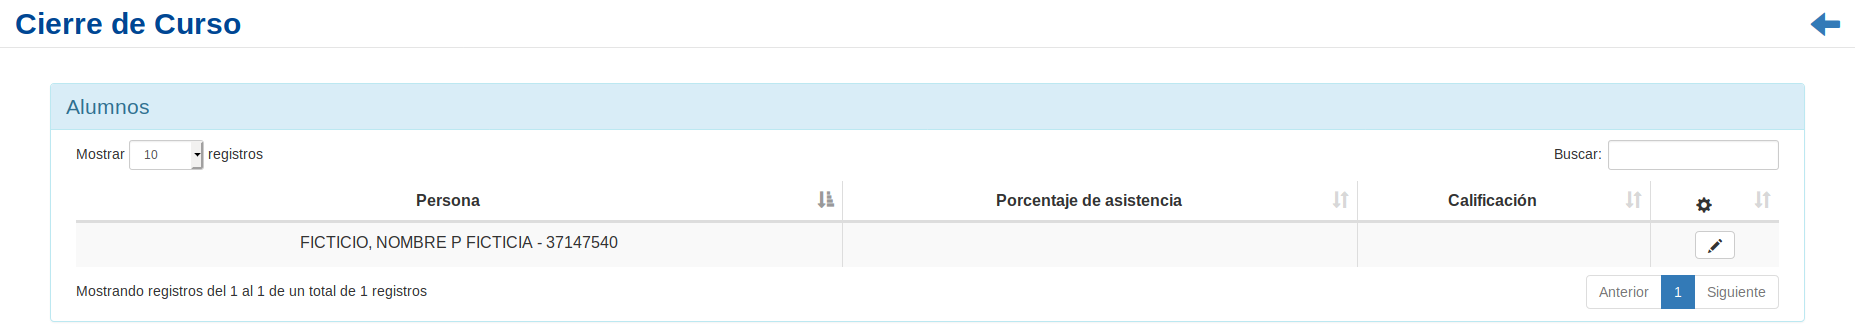 Cierre de Curso
Alumnos
Mostrar 10 registros Buscar:
Persona Porcentaje de asistencia Calificación
FICTICIO, NOMBRE P FICTICIA - 37147540
Mostrando registros del 1 al 1 de un total de 1 registros Anterior 1 Siguiente